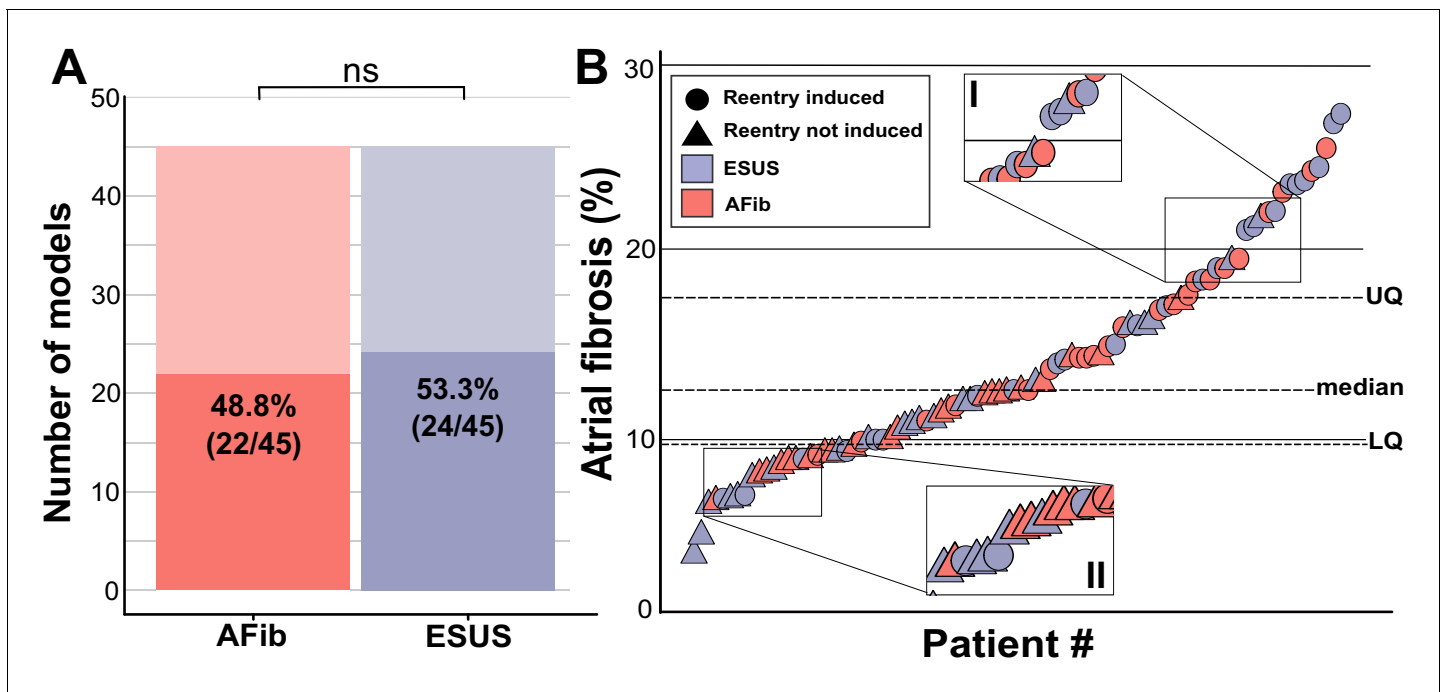 A
ns
50
40
30
20
10
0
Number of models
48.8%
(22/45)
53.3%
(24/45)
AFib
ESUS
B
30
20
10
0
Atrial fibrosis (%)
Reentry induced
Reentry not induced
ESUS
AFib
I
UQ
median
LQ
II
Patient #